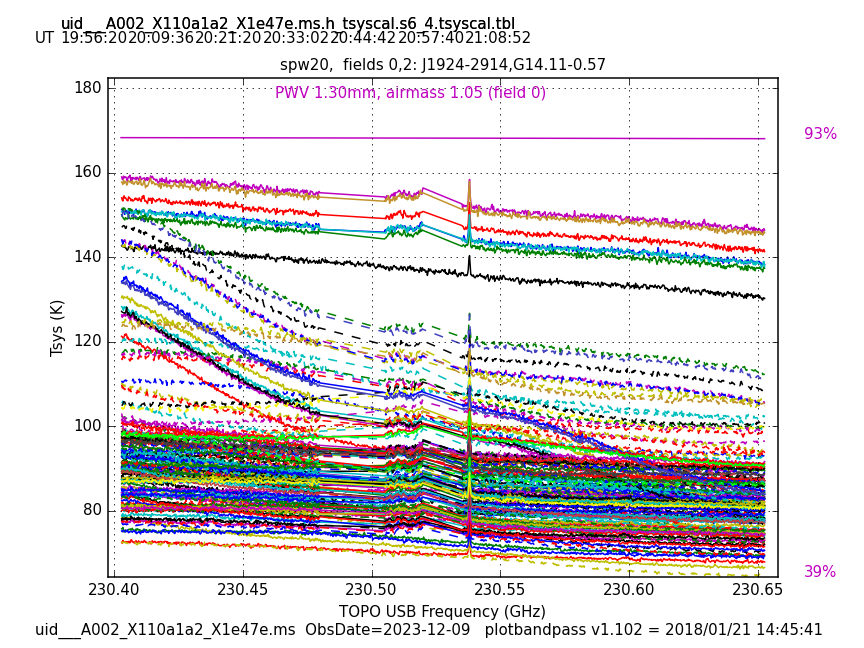 uid___A002_X110a1a2_X1e47e.ms.h_tsyscal.s6_4.tsyscal.tbl
UT 19:56:20 20:09:36 20:21:20 20:33:02 20:44:42 20:57:40 21:08:52
spw20, fields 0,2: J1924-2914,G14.11-0.57
PWV 1.30mm, airmass 1.05 (field 0)
180
93%
160
140
Tsys (K)
120
100
80
39%
230.40 230.45 230.50 230.55 230.60 230.65
TOPO USB Frequency (GHz)
uid___A002_X110a1a2_X1e47e.ms ObsDate=2023-12-09 plotbandpass v1.102 = 2018/01/21 14:45:41